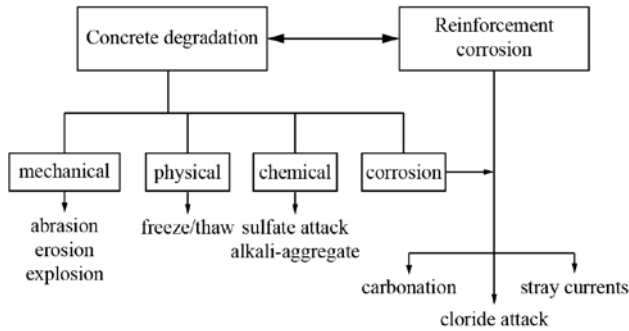 Concrete degradation
Reinforcement
corrosion
mechanical
physical
chemical
corrosion
abrasion
erosion
explosion
freeze/thaw
sulfate attack
alkali-aggregate
carbonation
stray currents
cloride attack